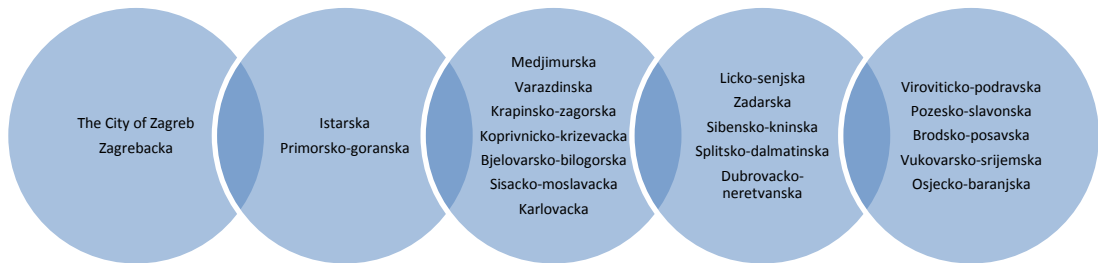 The City of Zagreb
Zagrebacka
Istarska
Primorsko-goranska
Medjimurska
Varazdinska
Krapinsko-zagorska
Koprivnicko-krizevacka
Bjelovarsko-bilogorska
Sisacko-moslavacka
Karlovacka
Licko-senjska
Zadarska
Sibensko-kninska
Splitsko-dalmatinska
Dubrovacko-
neretvanska
Viroviticko-podravska
Pozesko-slavonska
Brodsko-posavska
Vukovarsko-srijemska
Osjecko-baranjska